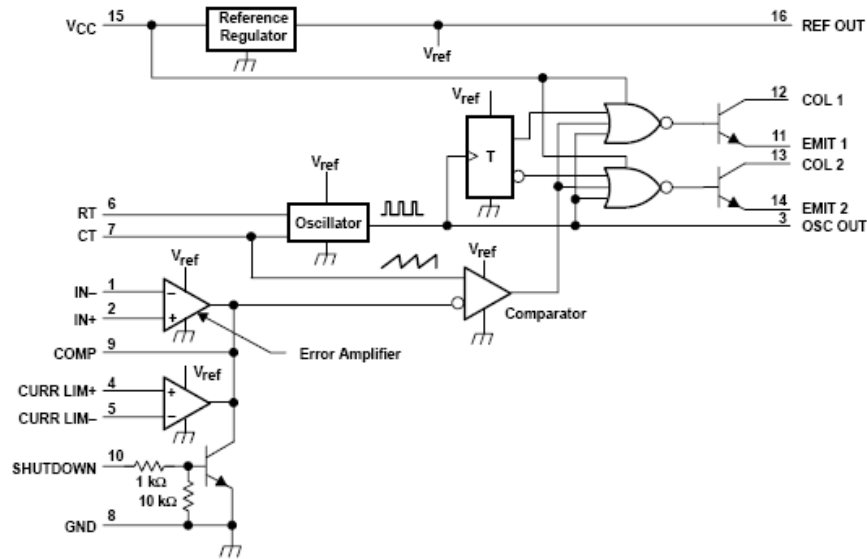 VCC 15 Reference Regulator 16 REF OUT
Vref
12 COL 1
Vref
11 EMIT 1
T
13 COL 2
Vref
14 EMIT 2
RT 6
Oscillator
3 OSC OUT
CT 7
Vref
Vref
IN– 1
–
IN+ 2
+
Comparator
COMP 9
Error Amplifier
Vref
CURR LIM+ 4
+
CURR LIM– 5
–
SHUTDOWN 10
1 kΩ
10 kΩ
GND 8